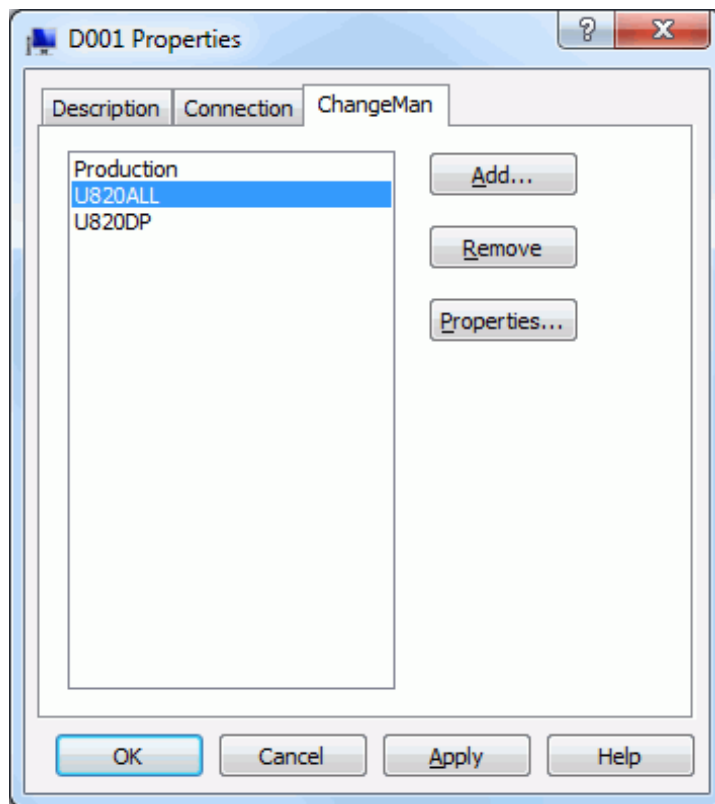 D001 Properties
Description Connection ChangeMan
Production
U820ALL
U820DP
Add...
Remove
Properties...
OK Cancel Apply Help